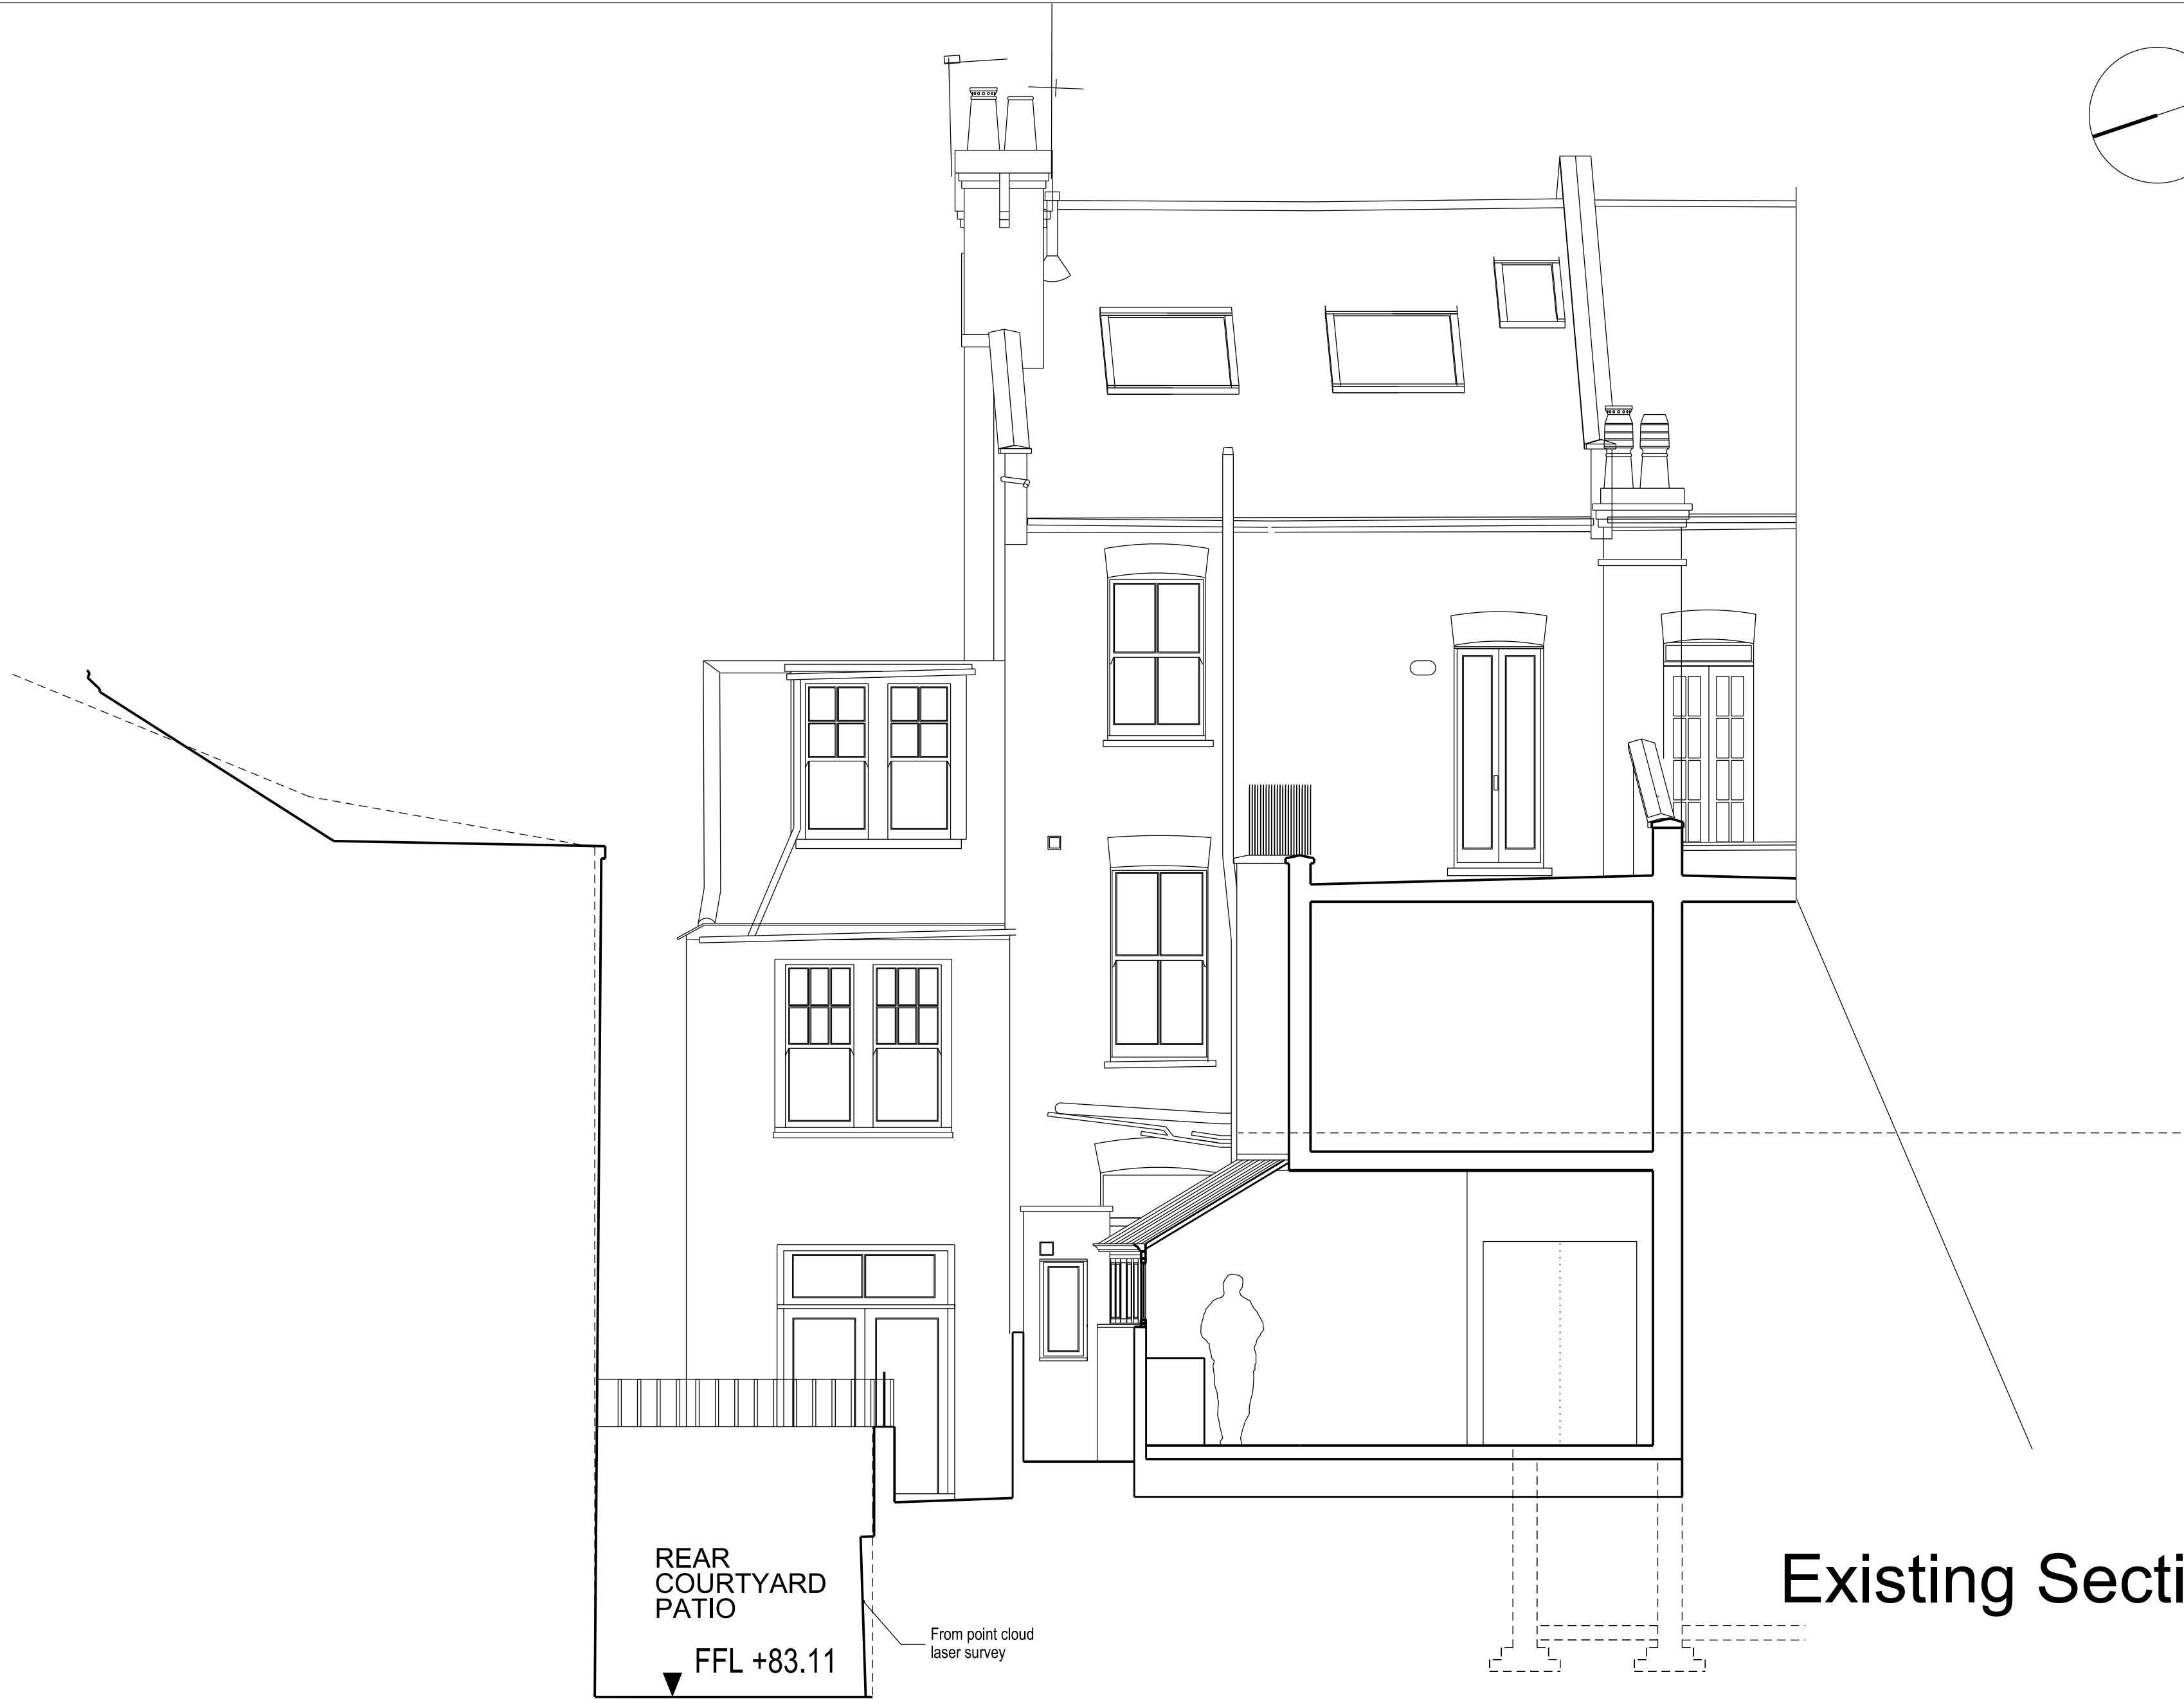 REAR
COURTYARD
PATIO
FFL +83.11
From point cloud
laser survey
Existing Secti